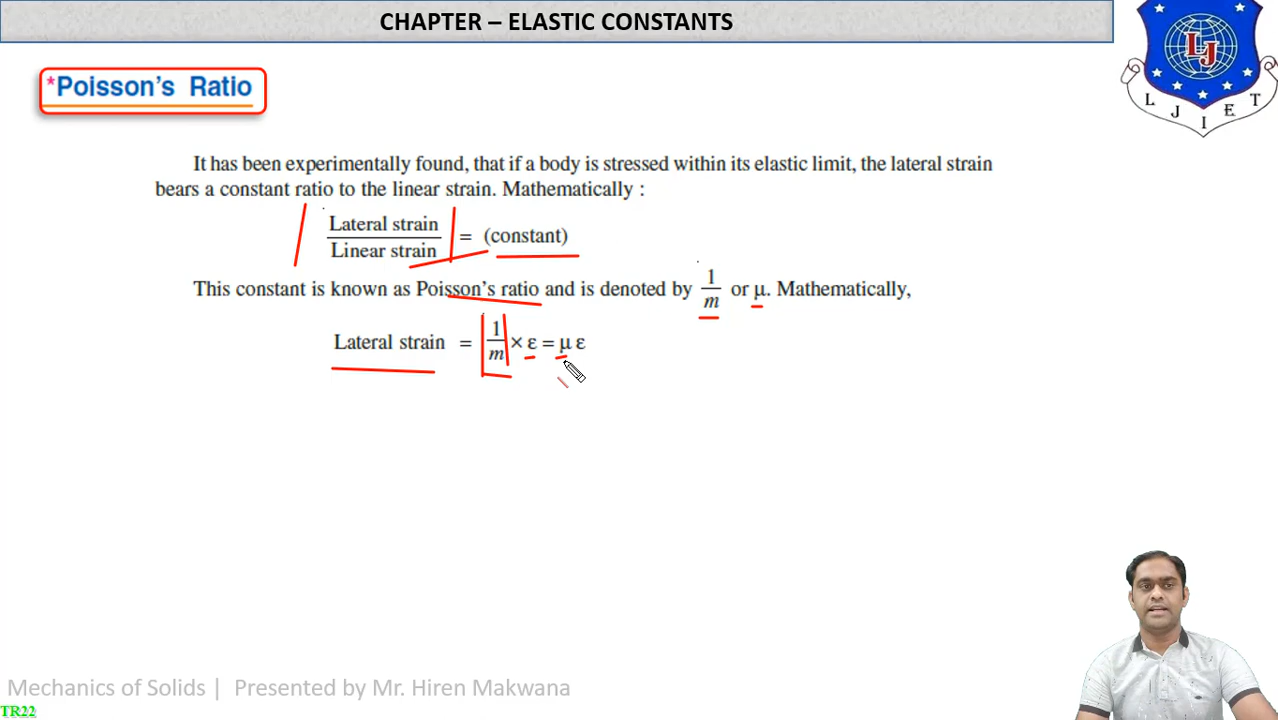 CHAPTER – ELASTIC CONSTANTS
LJ
L J I E T
*Poisson's Ratio
It has been experimentally found, that if a body is stressed within its elastic limit, the lateral strain
bears a constant ratio to the linear strain. Mathematically :
Lateral strain
Linear strain
= (constant)
This constant is known as Poisson's ratio and is denoted by 1/m or μ. Mathematically,
Lateral strain = 1/m × ε = μ ε
Mechanics of Solids | Presented by Mr. Hiren Makwana
TR22